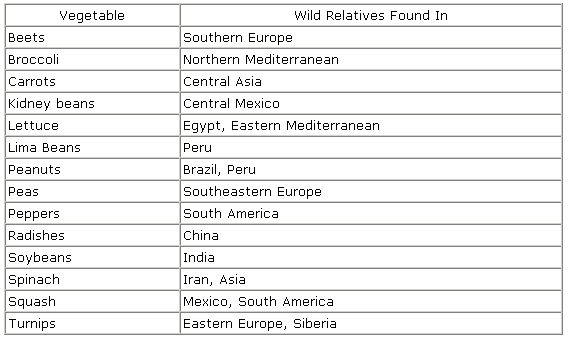 Vegetable Wild Relatives Found In
Beets Southern Europe
Broccoli Northern Mediterranean
Carrots Central Asia
Kidney beans Central Mexico
Lettuce Egypt, Eastern Mediterranean
Lima Beans Peru
Peanuts Brazil, Peru
Peas Southeastern Europe
Peppers South America
Radishes China
Soybeans India
Spinach Iran, Asia
Squash Mexico, South America
Turnips Eastern Europe, Siberia